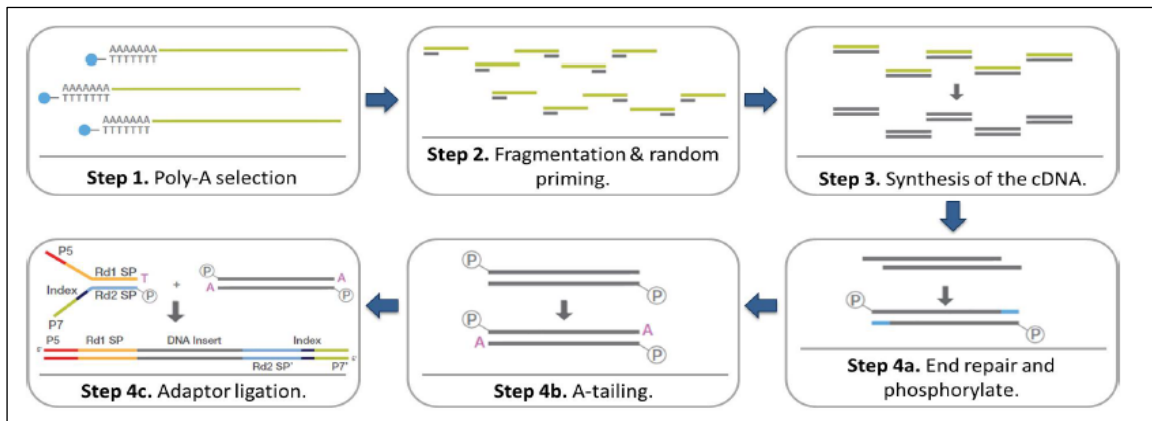 AAAAAAA
TTTTTTT
AAAAAAA
TTTTTTT
AAAAAAA
TTTTTTT
Step 1. Poly-A selection
Step 2. Fragmentation & random
priming.
Step 3. Synthesis of the cDNA.
P5
Rd1 SP T
+
P
A
Index
Rd2 SP P
A
P
P7
P5 Rd1 SP DNA Insert Index
5'
Rd2 SP' P7' 5'
Step 4c. Adaptor ligation.
P
P
P
A
A
P
Step 4b. A-tailing.
P
P
Step 4a. End repair and
phosphorylate.